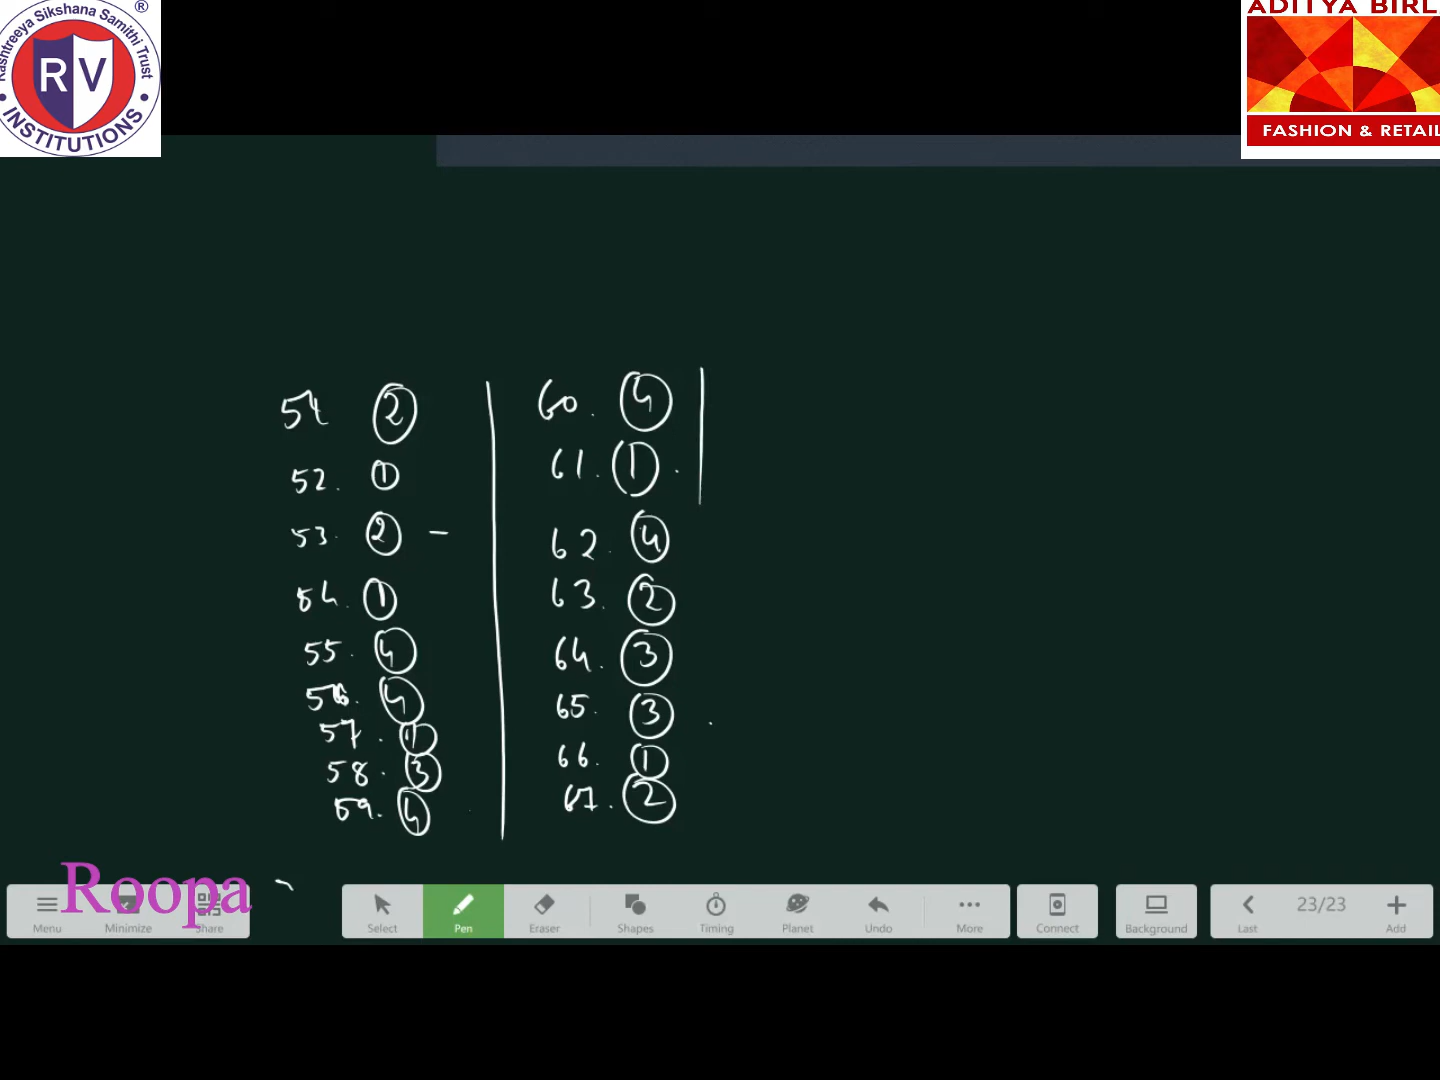 Rashtreeya Sikshana Samithi Trust ®
RV
• INSTITUTIONS •
ADITYA BIRL
FASHION & RETAIL
51 2
52. 1
53. 2 –
54. 1
55. 4
56. 4
57. 1
58. 3
59. 4
60. 4
61. 1
62. 4
63. 2
64. 3
65. 3
66. 1
67. 2
Roopa
Menu Minimize Share Select Pen Eraser Shapes Timing Planet Undo More Connect Background Last 23/23 Add